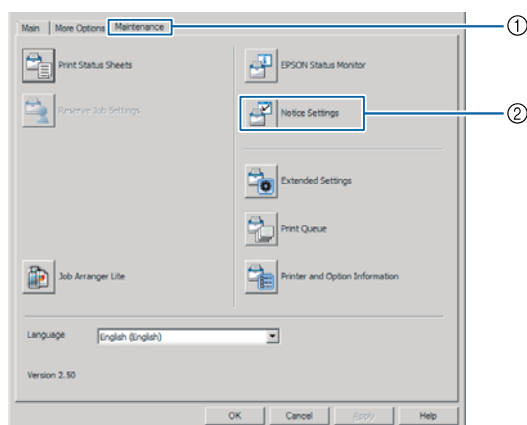 Main More Options Maintenance ①
Print Status Sheets EPSON Status Monitor
Reserve Job Settings Notice Settings ②
Extended Settings
Print Queue
Job Arranger Lite Printer and Option Information
Language English (English)
Version 2.50
OK Cancel Apply Help